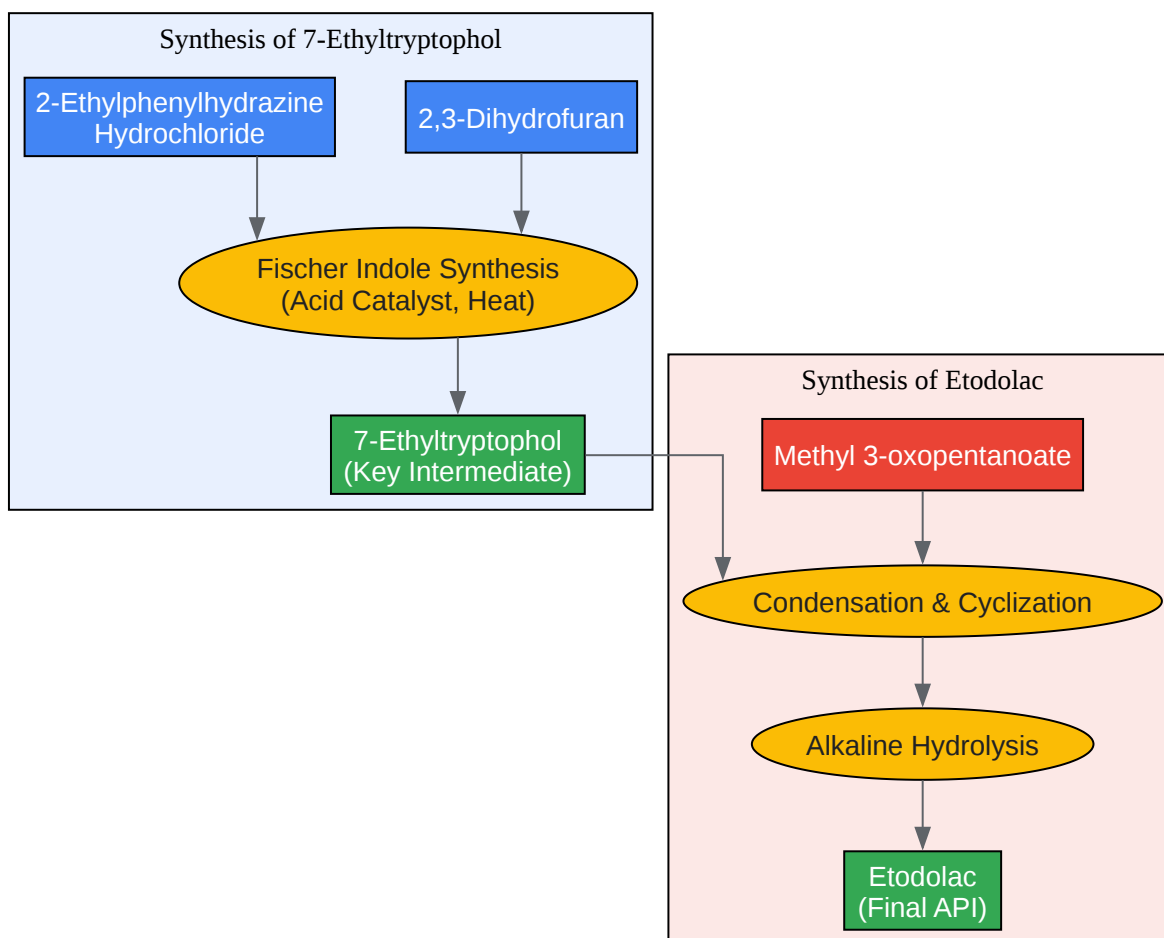 Synthesis of 7-Ethyltryptophol
2-Ethylphenylhydrazine
Hydrochloride
2,3-Dihydrofuran
Fischer Indole Synthesis
(Acid Catalyst, Heat)
7-Ethyltryptophol
(Key Intermediate)
Synthesis of Etodolac
Methyl 3-oxopentanoate
Condensation & Cyclization
Alkaline Hydrolysis
Etodolac
(Final API)